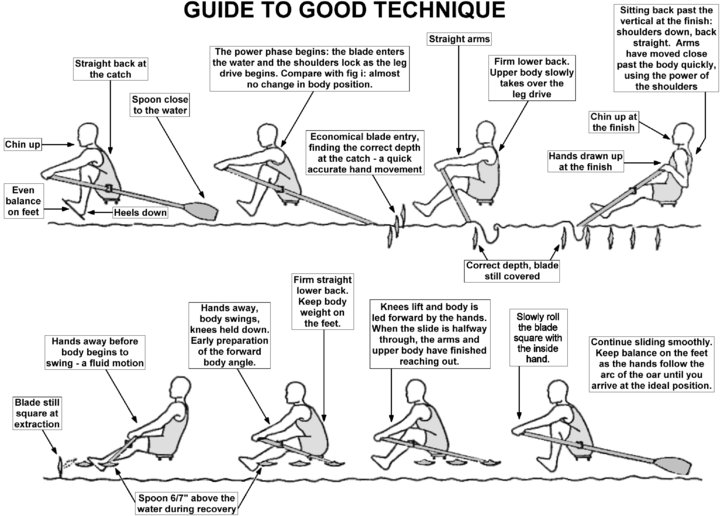 GUIDE TO GOOD TECHNIQUE
Straight back at
the catch
Chin up
Even
balance
on feet
Heels down
Spoon close
to the water
The power phase begins: the blade enters
the water and the shoulders lock as the leg
drive begins. Compare with fig i: almost
no change in body position.
Economical blade entry,
finding the correct depth
at the catch - a quick
accurate hand movement
Straight arms
Firm lower back.
Upper body slowly
takes over the
leg drive
Correct depth, blade
still covered
Sitting back past the
vertical at the finish:
shoulders down, back
straight. Arms
have moved close
past the body quickly,
using the power of
the shoulders
Chin up at
the finish
Hands drawn up
at the finish
Blade still
square at
extraction
Hands away before
body begins to
swing - a fluid motion
Spoon 6/7" above the
water during recovery
Hands away,
body swings,
knees held down.
Early preparation
of the forward
body angle.
Firm straight
lower back.
Keep body
weight on
the feet.
Knees lift and body is
led forward by the hands.
When the slide is halfway
through, the arms and
upper body have finished
reaching out.
Slowly roll
the blade
square with
the inside
hand.
Continue sliding smoothly.
Keep balance on the feet
as the hands follow the
arc of the oar until you
arrive at the ideal position.